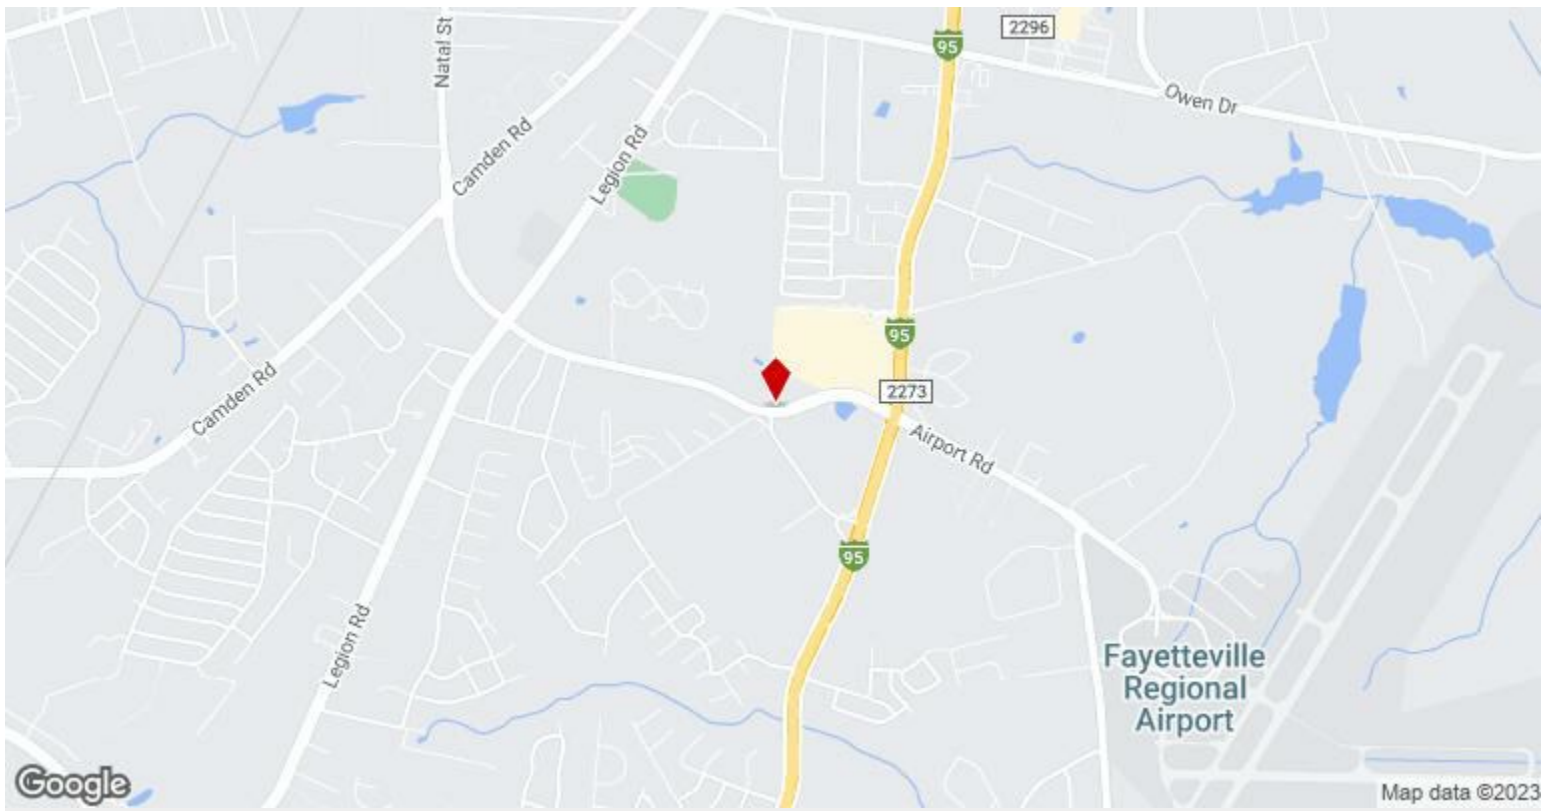 Natal St
95
2296
Owen Dr
Camden Rd
Legion Rd
95
2273
Camden Rd
Airport Rd
95
Legion Rd
Fayetteville
Regional
Airport
Google
Map data ©2023